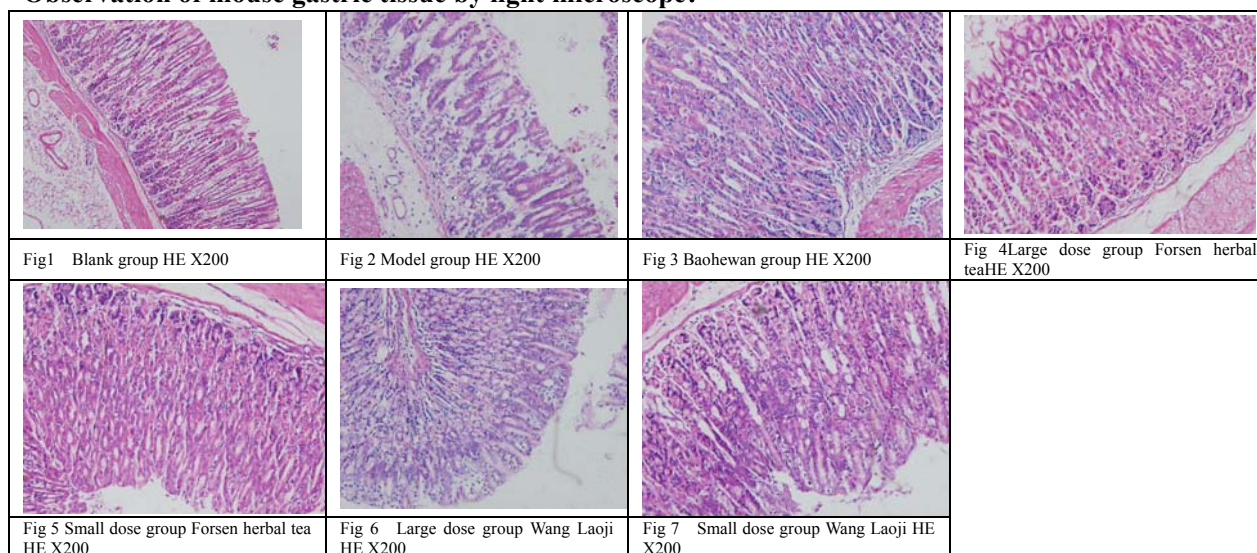 Observation of mouse gastric tissue by light microscope:
Fig1 Blank group HE X200
Fig 2 Model group HE X200
Fig 3 Baohewan group HE X200
Fig 4Large dose group Forsen herbal
teaHE X200
Fig 5 Small dose group Forsen herbal tea
HE X200
Fig 6 Large dose group Wang Laoji
HE X200
Fig 7 Small dose group Wang Laoji HE
X200